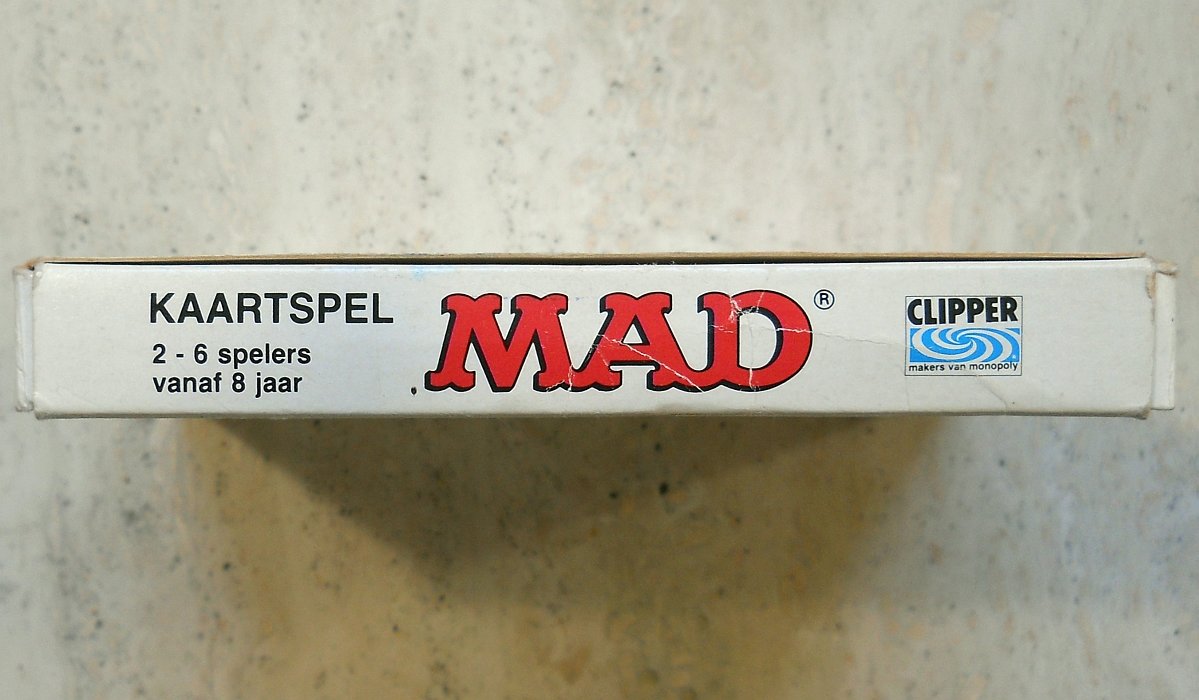 KAARTSPEL
2 - 6 spelers
vanaf 8 jaar
MAD®
CLIPPER
makers van monopoly